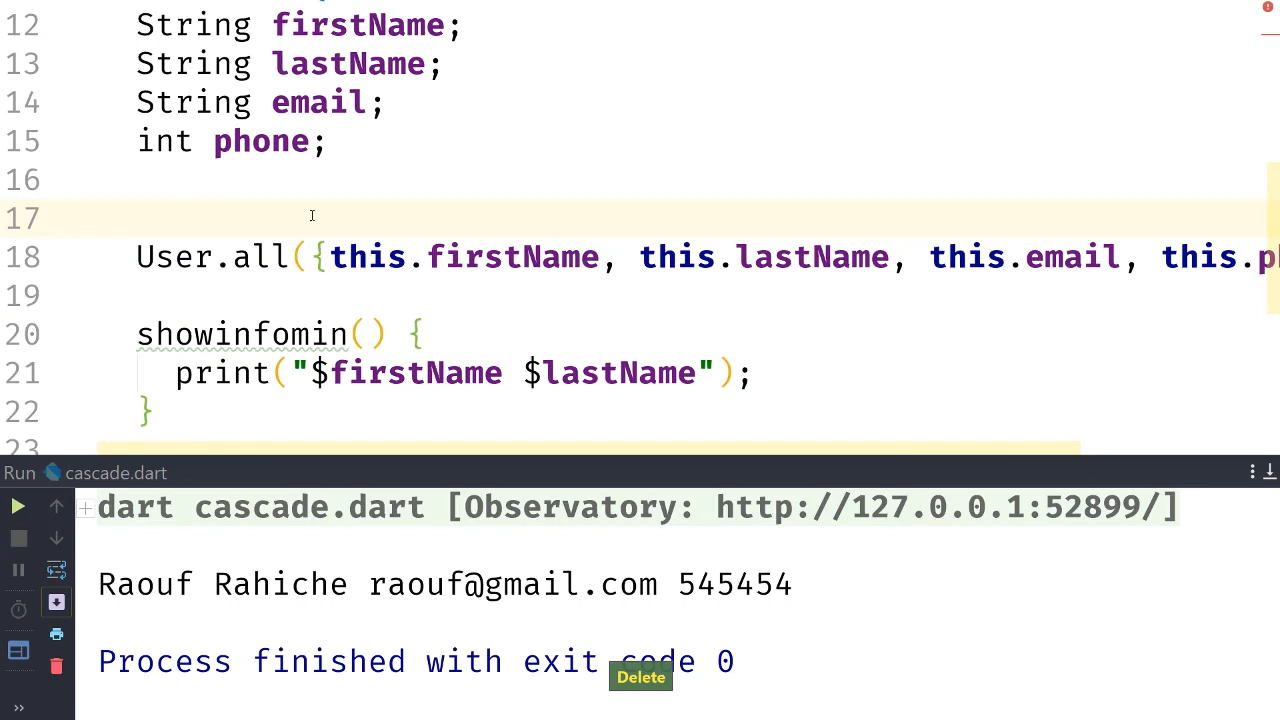 12 String firstName;
13 String lastName;
14 String email;
15 int phone;
16
17
18 User.all({this.firstName, this.lastName, this.email, this.ph
19
20 showinfomin() {
21 print("$firstName $lastName");
22 }
23
Run cascade.dart
dart cascade.dart [Observatory: http://127.0.0.1:52899/]
Raouf Rahiche raouf@gmail.com 545454
Process finished with exit code 0
Delete